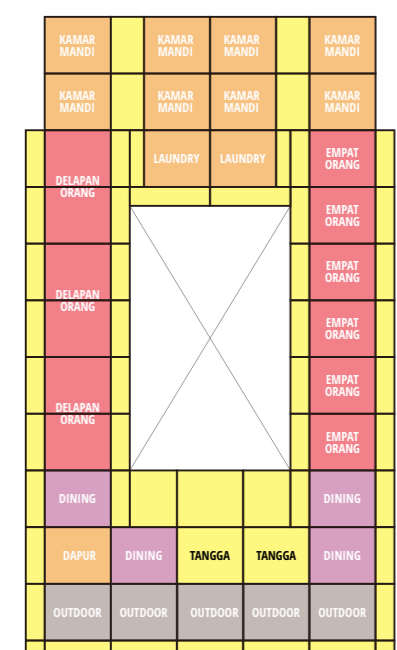 KAMAR
MANDI
KAMAR
MANDI
KAMAR
MANDI
KAMAR
MANDI
KAMAR
MANDI
KAMAR
MANDI
KAMAR
MANDI
KAMAR
MANDI
LAUNDRY
LAUNDRY
EMPAT
ORANG
DELAPAN
ORANG
EMPAT
ORANG
EMPAT
ORANG
DELAPAN
ORANG
EMPAT
ORANG
EMPAT
ORANG
DELAPAN
ORANG
EMPAT
ORANG
DINING
DINING
DAPUR
DINING
TANGGA
TANGGA
DINING
OUTDOOR
OUTDOOR
OUTDOOR
OUTDOOR
OUTDOOR